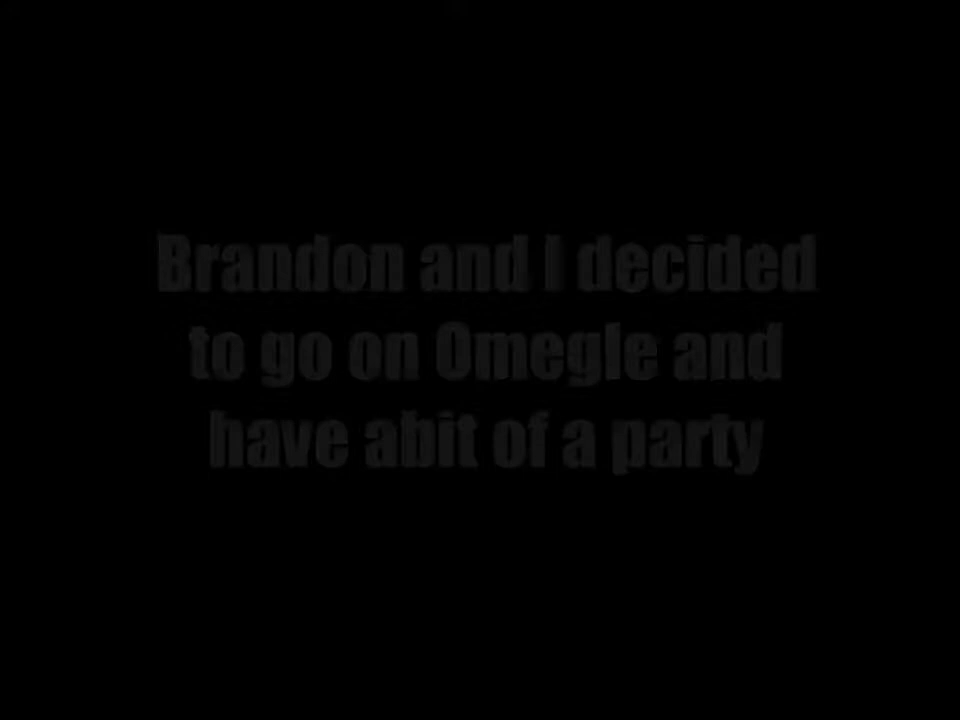 Brandon and I decided
to go on Omegle and
have abit of a party